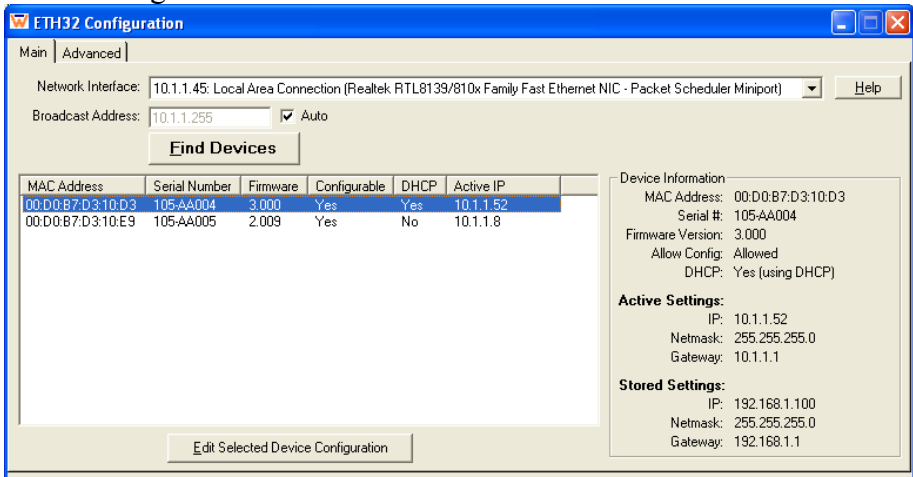 ETH32 Configuration
Main Advanced
Network Interface: 10.1.1.45: Local Area Connection (Realtek RTL8139/810x Family Fast Ethernet NIC - Packet Scheduler Miniport) Help
Broadcast Address: 10.1.1.255 Auto
Find Devices
MAC Address Serial Number Firmware Configurable DHCP Active IP
00:D0:B7:D3:10:D3 105-AA004 3.000 Yes Yes 10.1.1.52
00:D0:B7:D3:10:E9 105-AA005 2.009 Yes No 10.1.1.8
Edit Selected Device Configuration
Device Information
MAC Address: 00:D0:B7:D3:10:D3
Serial #: 105-AA004
Firmware Version: 3.000
Allow Config: Allowed
DHCP: Yes (using DHCP)
Active Settings:
IP: 10.1.1.52
Netmask: 255.255.255.0
Gateway: 10.1.1.1
Stored Settings:
IP: 192.168.1.100
Netmask: 255.255.255.0
Gateway: 192.168.1.1